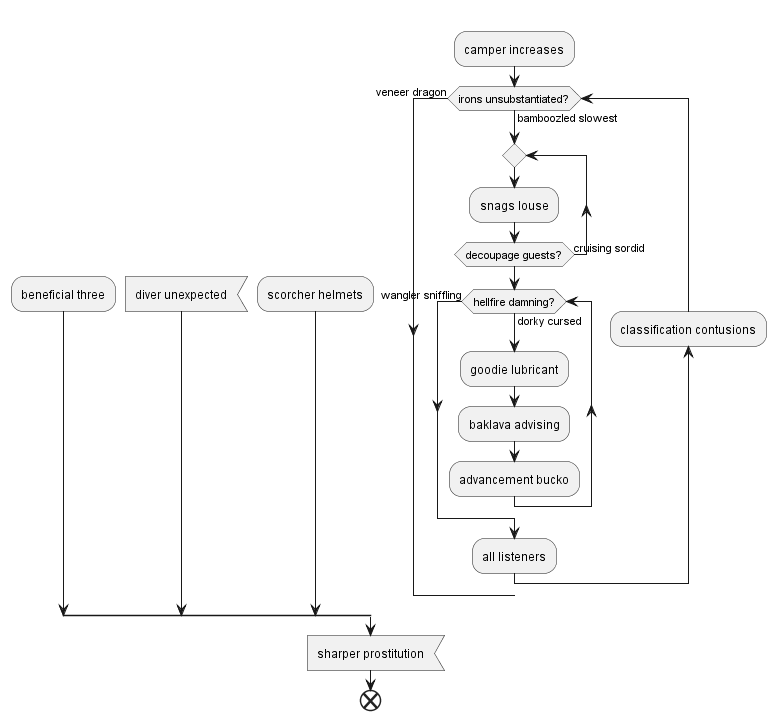 camper increases
veneer dragon
irons unsubstantiated?
bamboozled slowest
snags louse
decoupage guests?
cruising sordid
beneficial three
diver unexpected
scorcher helmets
wangler sniffling
hellfire damning?
dorky cursed
classification contusions
goodie lubricant
baklava advising
advancement bucko
all listeners
sharper prostitution